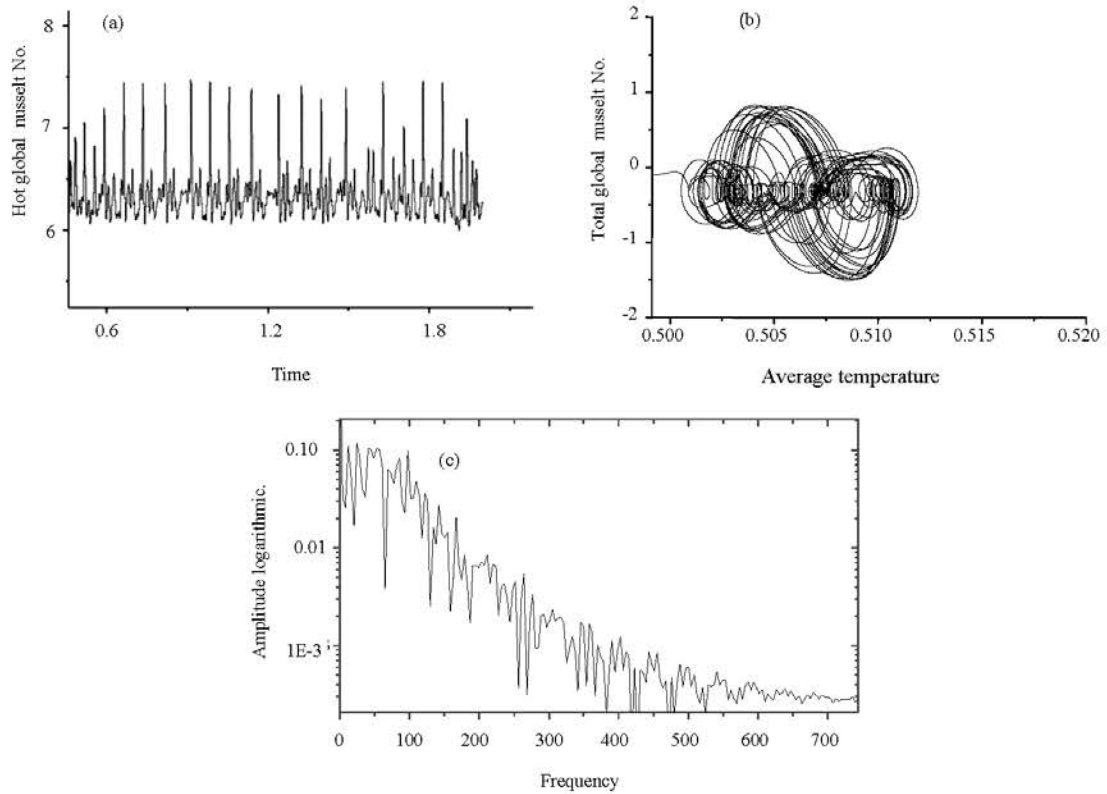 (a)
Hot global nusselt No.
8
7
6
0.6
1.2
1.8
Time
(b)
Total global nusselt No.
2
1
0
-1
-2
0.500
0.505
0.510
0.515
0.520
Average temperature
(c)
Amplitude logarithmic.
0.10
0.01
1E-3
0
100
200
300
400
500
600
700
Frequency